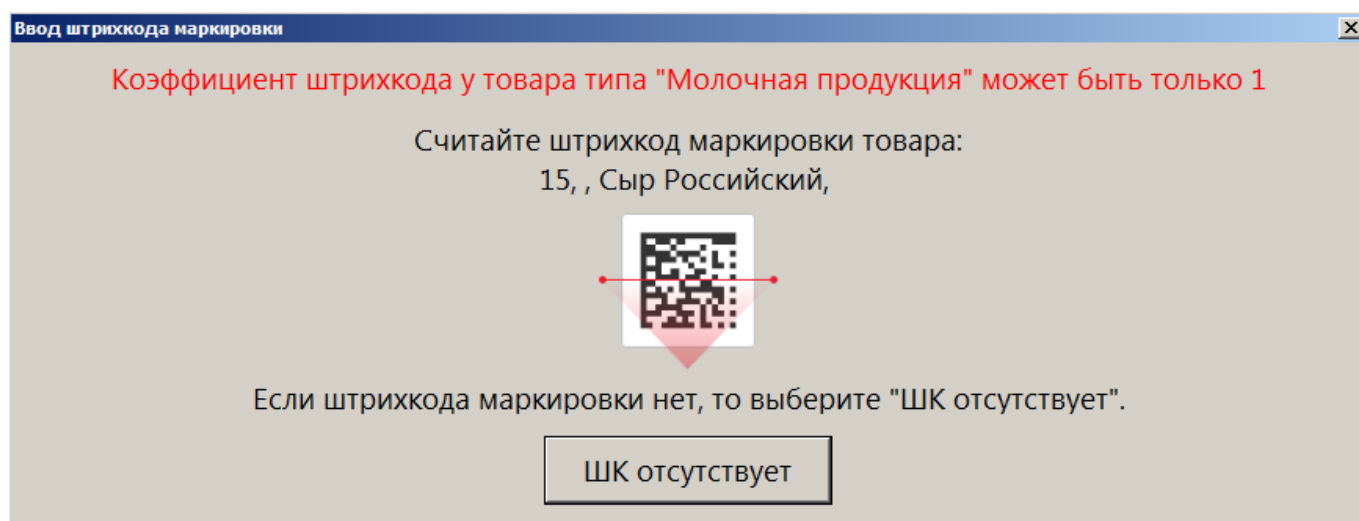 Ввод штрихкода маркировки
Коэффициент штрихкода у товара типа "Молочная продукция" может быть только 1
Считайте штрихкод маркировки товара:
15, , Сыр Российский,
Если штрихкода маркировки нет, то выберите "ШК отсутствует".
ШК отсутствует